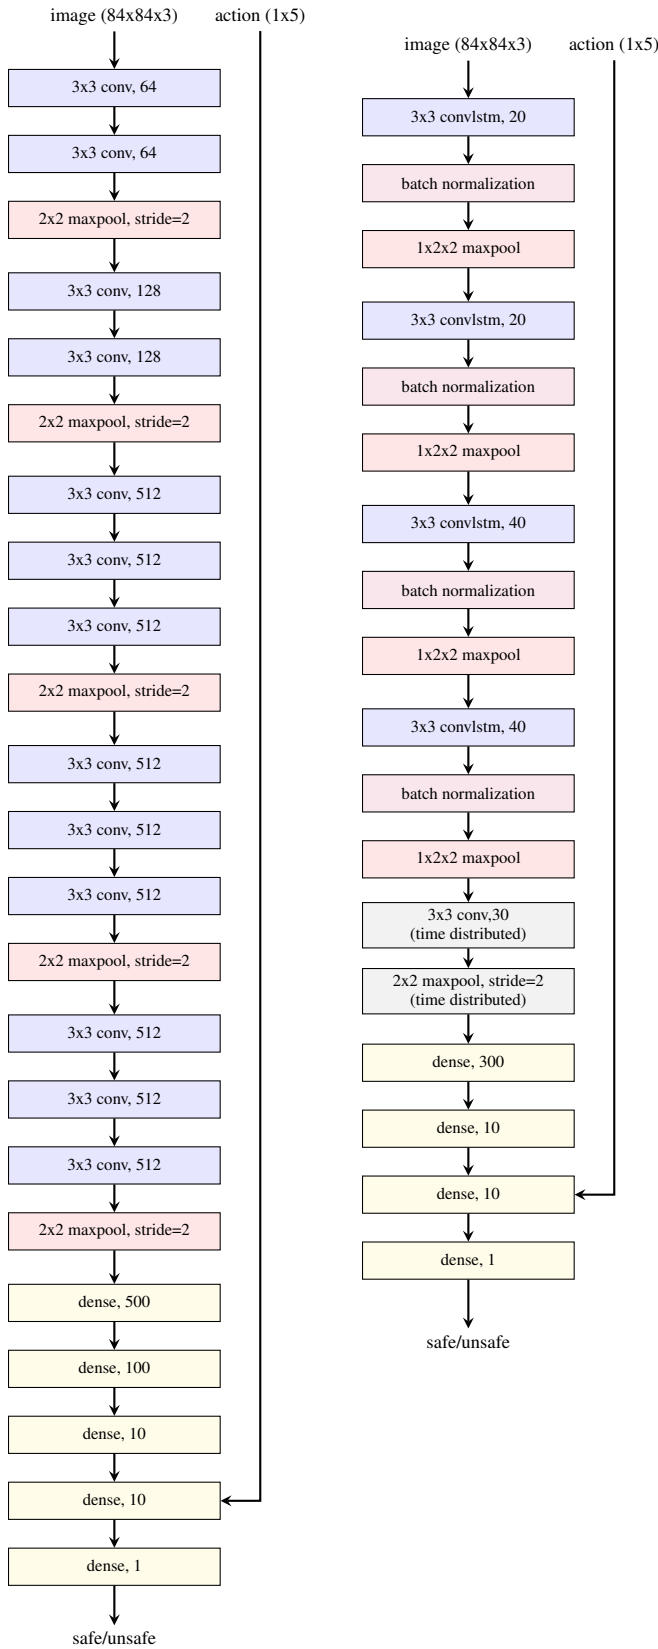 image (84x84x3)
action (1x5)
3x3 conv, 64
3x3 conv, 64
2x2 maxpool, stride=2
3x3 conv, 128
3x3 conv, 128
2x2 maxpool, stride=2
3x3 conv, 512
3x3 conv, 512
3x3 conv, 512
2x2 maxpool, stride=2
3x3 conv, 512
3x3 conv, 512
3x3 conv, 512
2x2 maxpool, stride=2
3x3 conv, 512
3x3 conv, 512
3x3 conv, 512
2x2 maxpool, stride=2
dense, 500
dense, 100
dense, 10
dense, 10
dense, 1
safe/unsafe
image (84x84x3)
action (1x5)
3x3 convlstm, 20
batch normalization
1x2x2 maxpool
3x3 convlstm, 20
batch normalization
1x2x2 maxpool
3x3 convlstm, 40
batch normalization
1x2x2 maxpool
3x3 convlstm, 40
batch normalization
1x2x2 maxpool
3x3 conv,30
(time distributed)
2x2 maxpool, stride=2
(time distributed)
dense, 300
dense, 10
dense, 10
dense, 1
safe/unsafe